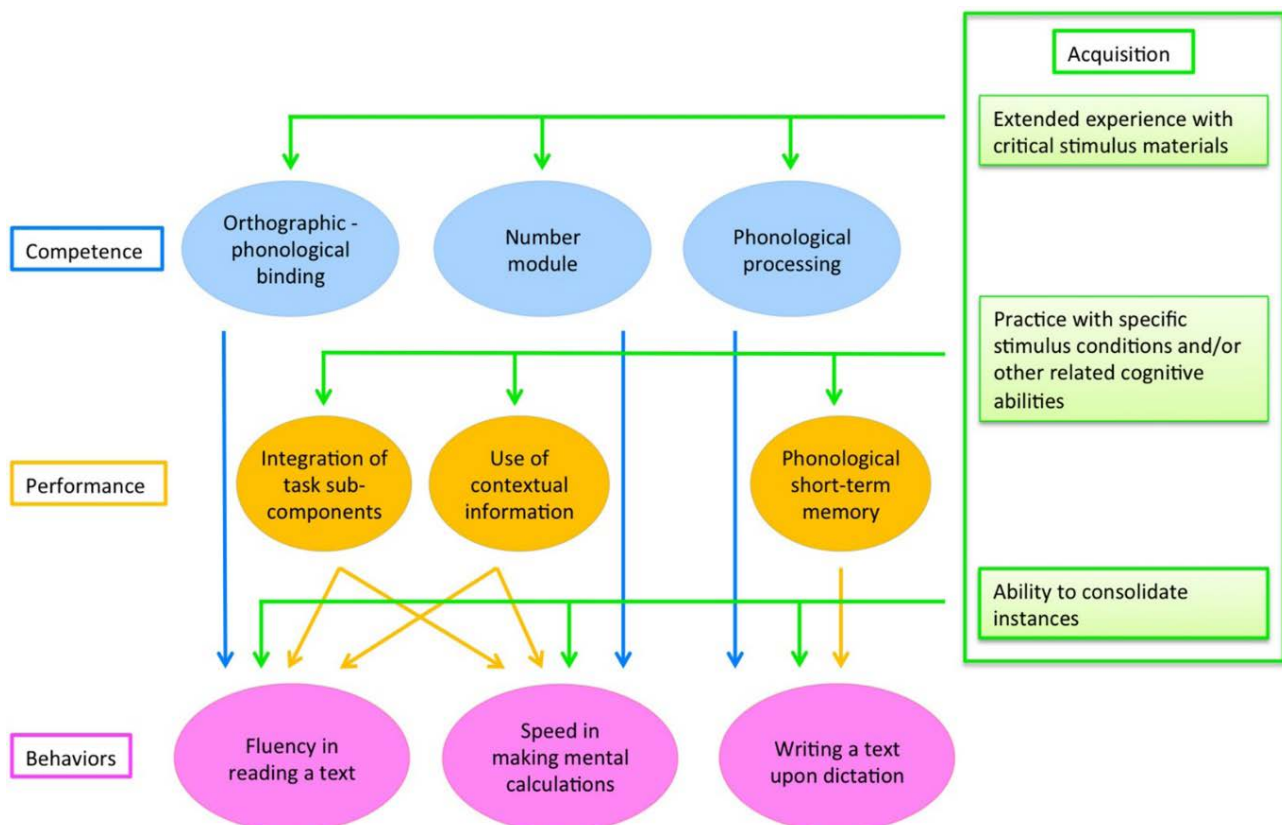 Acquisition
Extended experience with
critical stimulus materials
Competence
Orthographic -
phonological
binding
Number
module
Phonological
processing
Practice with specific
stimulus conditions and/or
other related cognitive
abilities
Performance
Integration of
task sub-
components
Use of
contextual
information
Phonological
short-term
memory
Ability to consolidate
instances
Behaviors
Fluency in
reading a text
Speed in
making mental
calculations
Writing a text
upon dictation